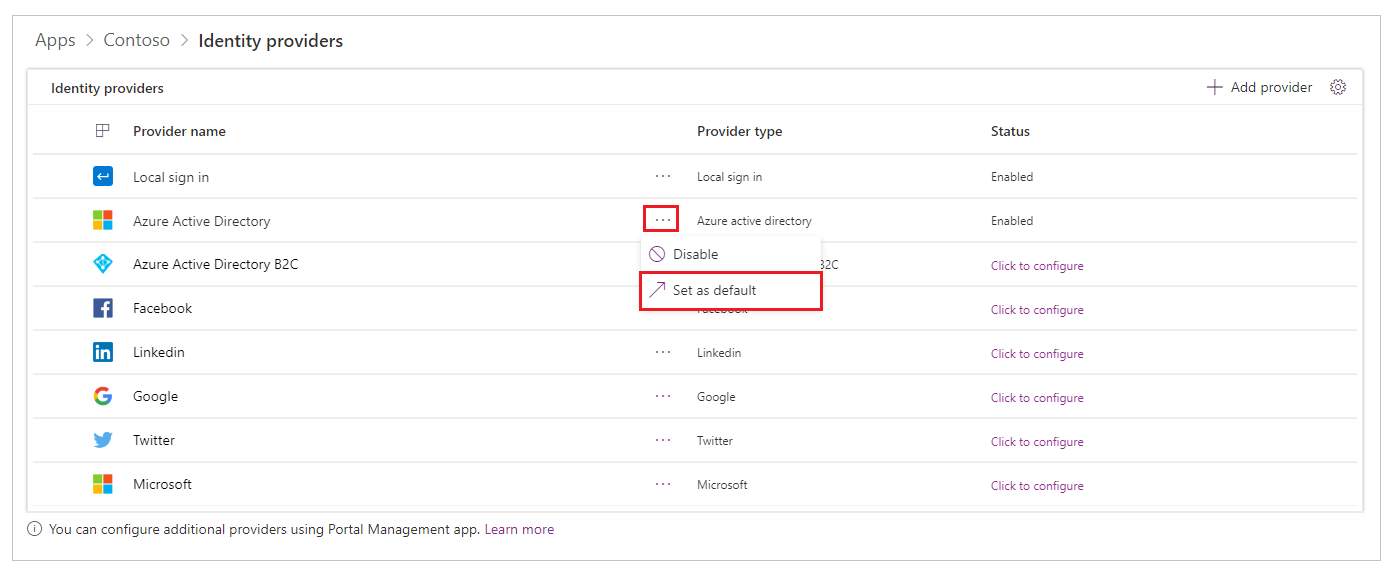 Apps > Contoso > Identity providers
Identity providers
Add provider
Provider name Provider type Status
Local sign in ... Local sign in Enabled
Azure Active Directory ... Azure active directory Enabled
Disable
Azure Active Directory B2C B2C Click to configure
Set as default
Facebook Facebook Click to configure
Linkedin ... Linkedin Click to configure
Google ... Google Click to configure
Twitter ... Twitter Click to configure
Microsoft ... Microsoft Click to configure
You can configure additional providers using Portal Management app. Learn more